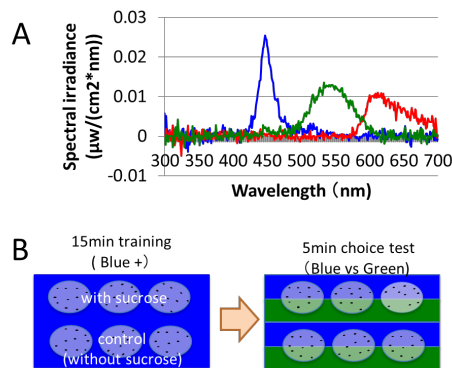 A
Spectral irradiance
(μw/(cm2*nm))
0.03
0.02
0.01
0
-0.01
300 350 400 450 500 550 600 650 700
Wavelength (nm)
B
15min training
( Blue +)
with sucrose
control
(without sucrose)
5min choice test
(Blue vs Green)